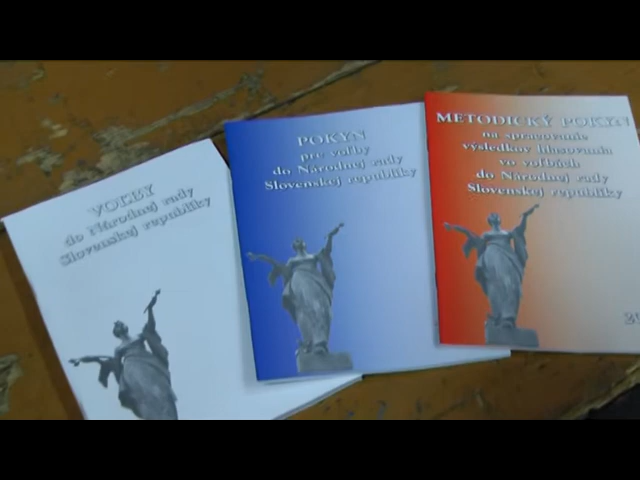 VOĽBY
do Národnej rady
Slovenskej republiky
POKYN
pre voľby
do Národnej rady
Slovenskej republiky
METODICKÝ POKYN
na spracovanie
výsledkov hlasovania
vo voľbách
do Národnej rady
Slovenskej republiky